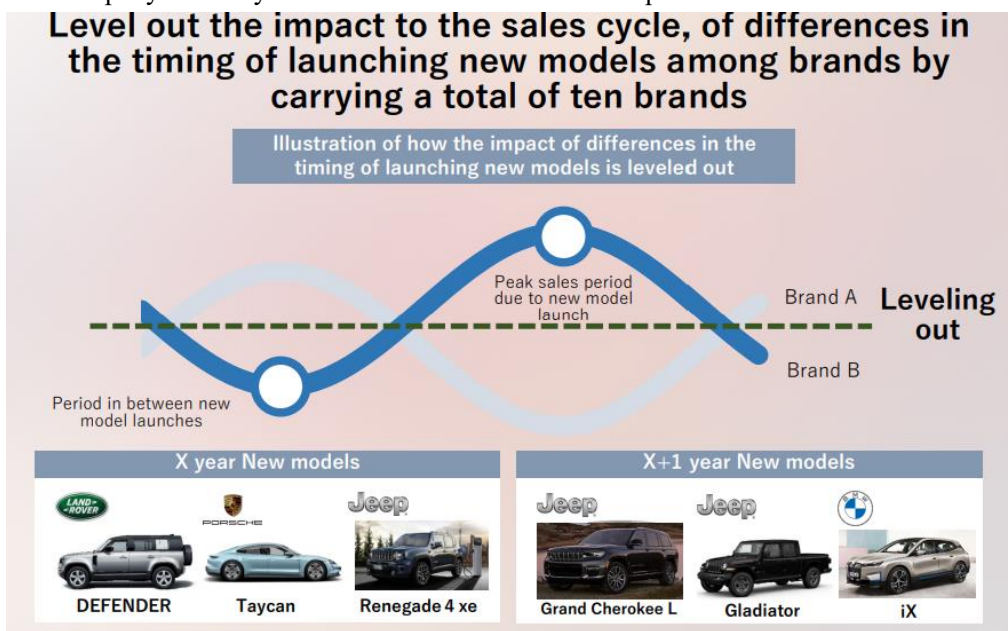 Level out the impact to the sales cycle, of differences in
the timing of launching new models among brands by
carrying a total of ten brands
Illustration of how the impact of differences in the
timing of launching new models is leveled out
Peak sales period
due to new model
launch
Brand A
Leveling
out
Brand B
Period in between new
model launches
X year New models
X+1 year New models
LAND-
ROVER
PORSCHE
Jeep
Jeep
Jeep
BMW
DEFENDER
Taycan
Renegade 4 xe
Grand Cherokee L
Gladiator
iX